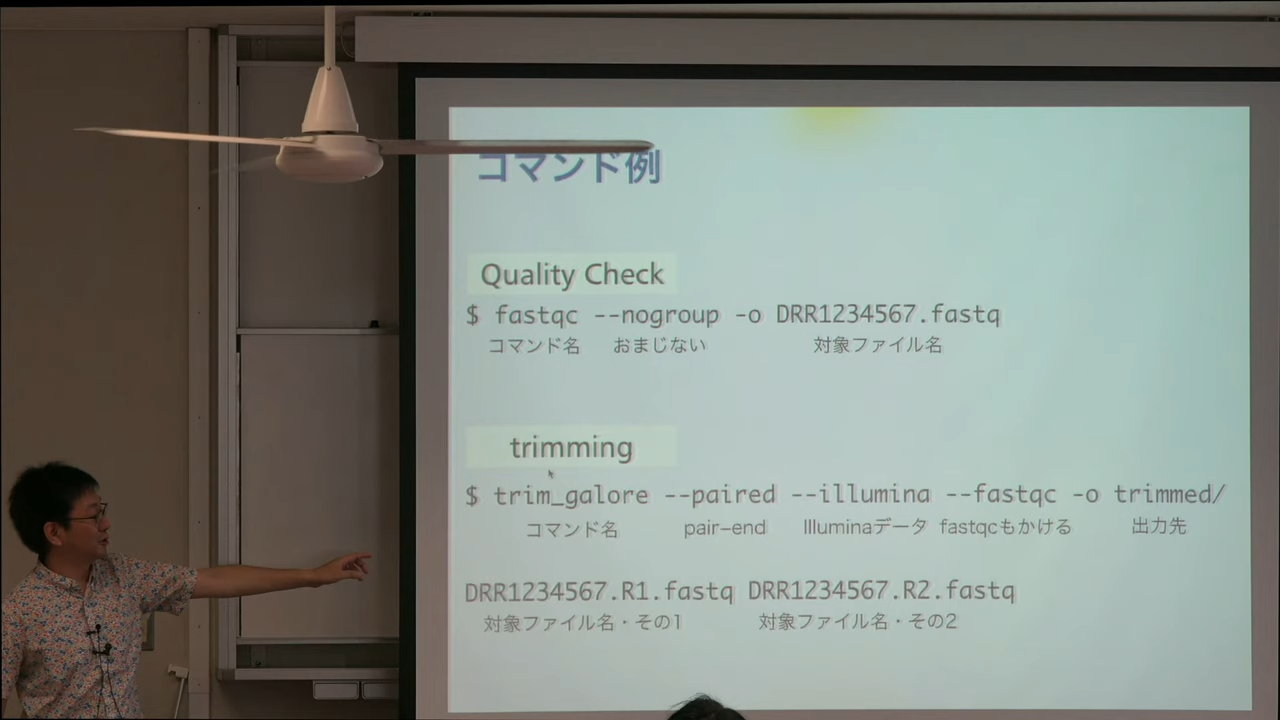 コマンド例
Quality Check
$ fastqc --nogroup -o DRR1234567.fastq
コマンド名 おまじない 対象ファイル名
trimming
$ trim_galore --paired --illumina --fastqc -o trimmed/
コマンド名 pair-end Illuminaデータ fastqcもかける 出力先
DRR1234567.R1.fastq DRR1234567.R2.fastq
対象ファイル名・その1 対象ファイル名・その2